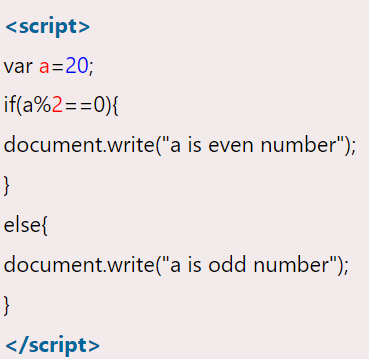 <script>
var a=20;
if(a%2==0){
document.write("a is even number");
}
else{
document.write("a is odd number");
}
</script>